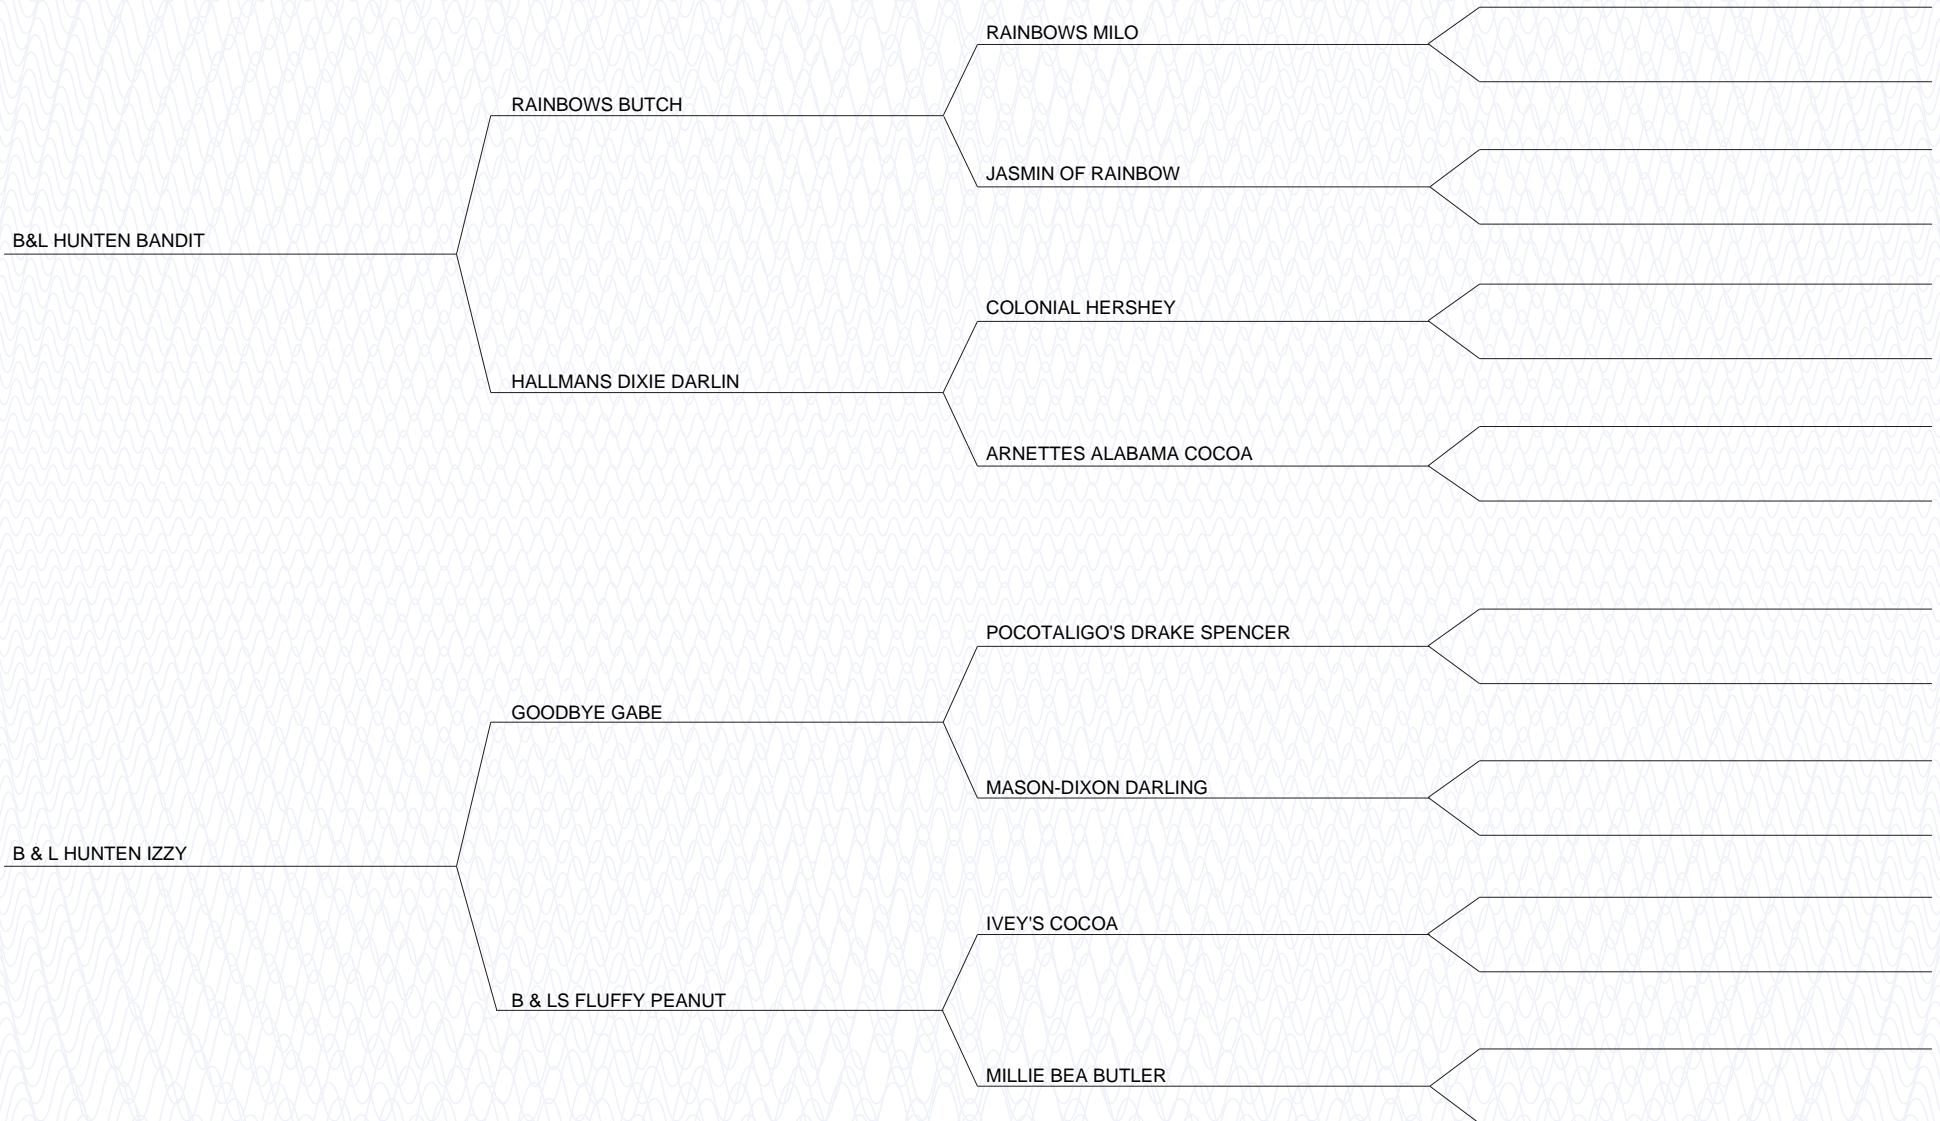 RAINBOWS MILO
RAINBOWS BUTCH
JASMIN OF RAINBOW
B&L HUNTEN BANDIT
COLONIAL HERSHEY
HALLMANS DIXIE DARLIN
ARNETTES ALABAMA COCOA
POCOTALIGO'S DRAKE SPENCER
GOODBYE GABE
MASON-DIXON DARLING
B & L HUNTEN IZZY
IVEY'S COCOA
B & LS FLUFFY PEANUT
MILLIE BEA BUTLER